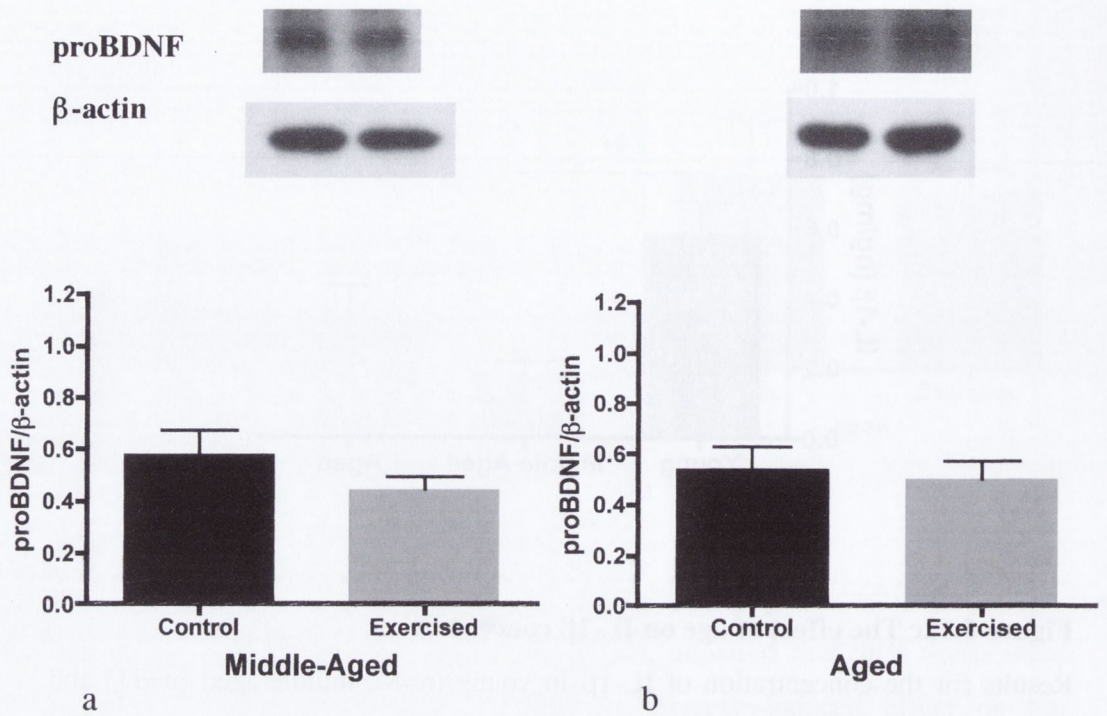 proBDNF
β-actin
proBDNF/β-actin
1.2
1.0
0.8
0.6
0.4
0.2
0.0
Control Exercised
Middle-Aged
a
proBDNF/β-actin
1.2
1.0
0.8
0.6
0.4
0.2
0.0
Control Exercised
Aged
b